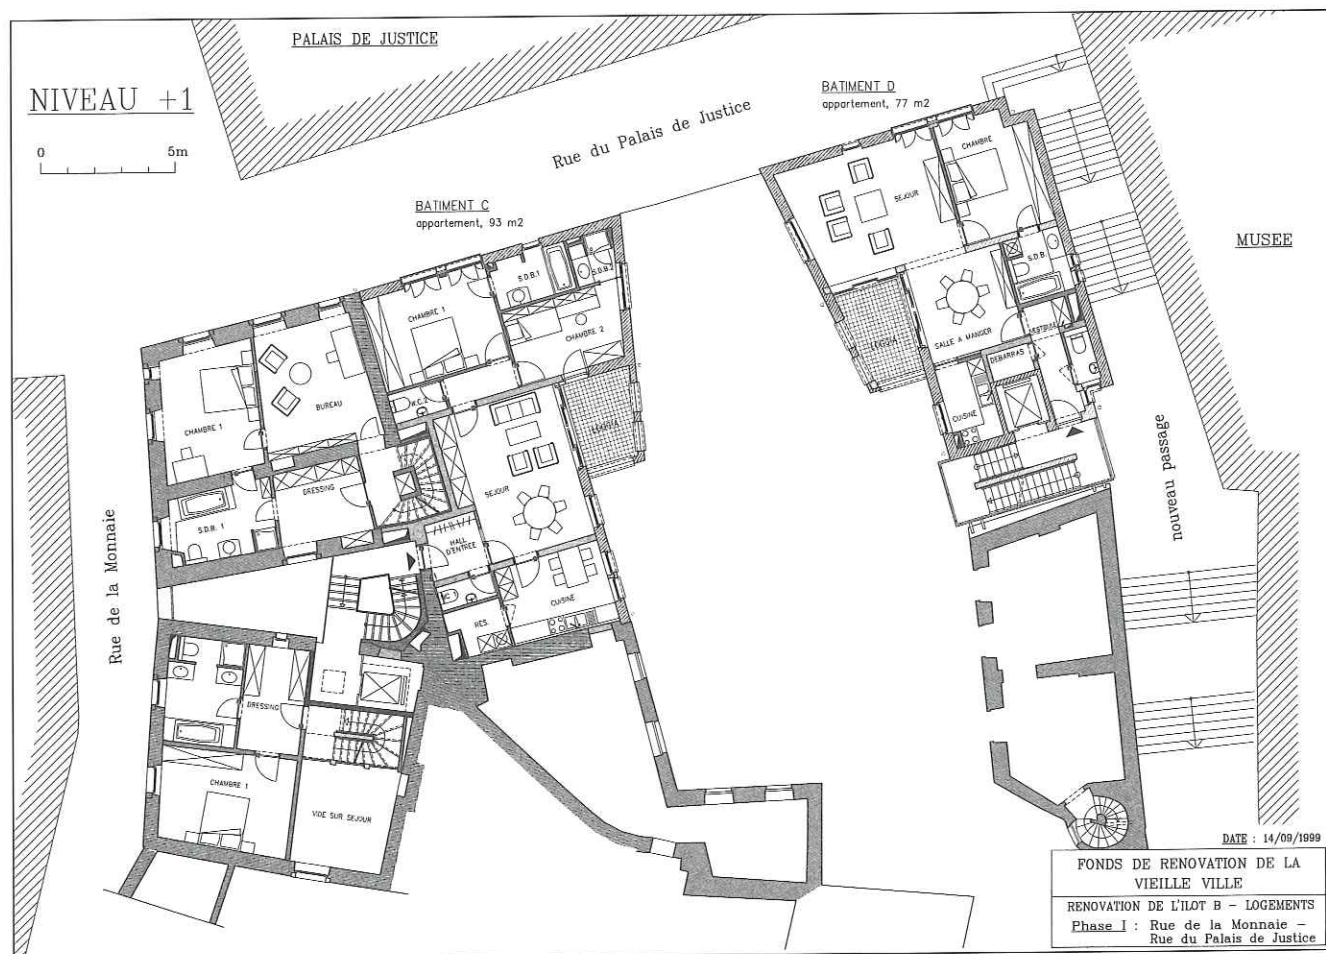 PALAIS DE JUSTICE
NIVEAU +1
0 5m
Rue du Palais de Justice
BATIMENT D
appartement, 77 m2
CHAMBRE
SEJOUR
S.D.B.
SALLE A MANGER
LOGGIA
DEBARRAS
CUISINE
MUSEE
nouveau passage
BATIMENT C
appartement, 93 m2
S.D.B.1
S.D.B.2
CHAMBRE 1
CHAMBRE 2
W.C.2
LOGGIA
SEJOUR
HALL
D'ENTREE
CUISINE
RES.
CHAMBRE 1
BUREAU
DRESSING
S.D.B. 1
Rue de la Monnaie
DRESSING
CHAMBRE 1
VIDE SUR SEJOUR
DATE : 14/09/1999
FONDS DE RENOVATION DE LA
VIEILLE VILLE
RENOVATION DE L'ILOT B – LOGEMENTS
Phase I : Rue de la Monnaie –
Rue du Palais de Justice